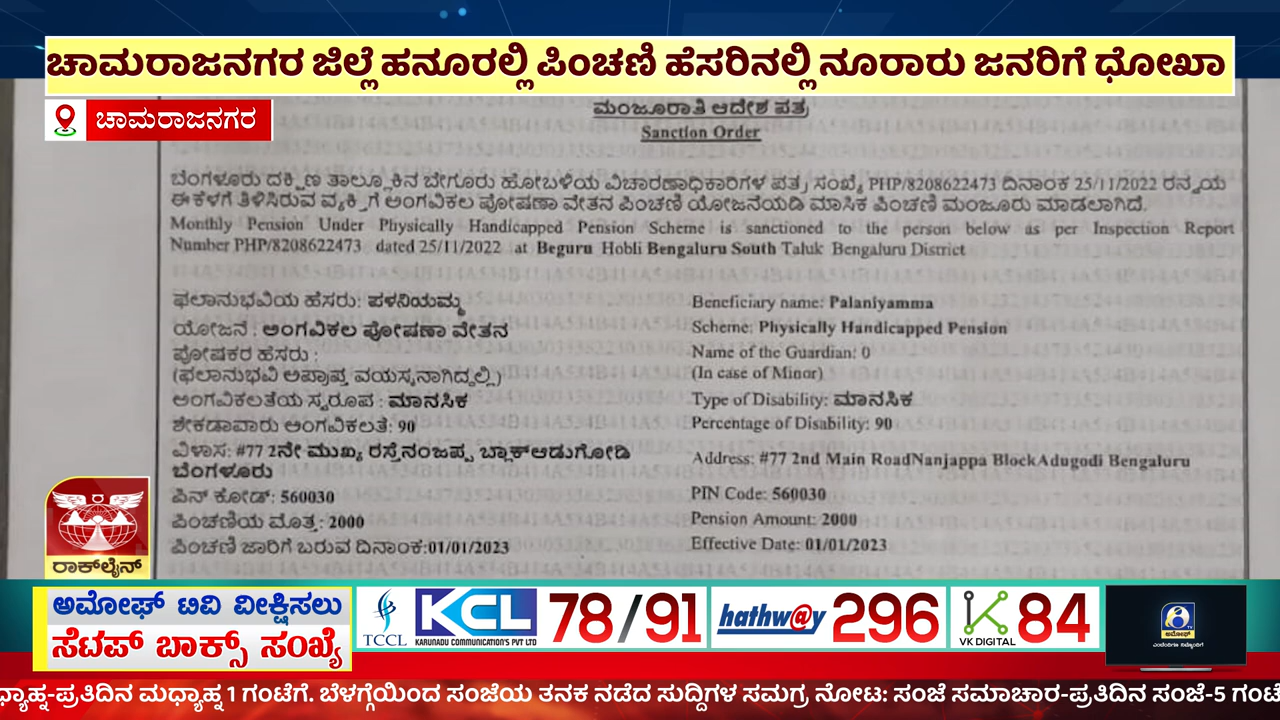 ಚಾಮರಾಜನಗರ ಜಿಲ್ಲೆ ಹನೂರಲ್ಲಿ ಪಿಂಚಣಿ ಹೆಸರಿನಲ್ಲಿ ನೂರಾರು ಜನರಿಗೆ ಧೋಖಾ
ಚಾಮರಾಜನಗರ
ಮಂಜೂರಾತಿ ಆದೇಶ ಪತ್ರ
Sanction Order
ಬೆಂಗಳೂರು ದಕ್ಷಿಣ ತಾಲ್ಲೂಕಿನ ಬೇಗೂರು ಹೋಬಳಿಯ ವಿಚಾರಣಾಧಿಕಾರಿಗಳ ಪತ್ರ ಸಂಖ್ಯೆ PHP/8208622473 ದಿನಾಂಕ 25/11/2022 ರನ್ವಯ
ಈ ಕೆಳಗೆ ತಿಳಿಸಿರುವ ವ್ಯಕ್ತಿಗೆ ಅಂಗವಿಕಲ ಪೋಷಣಾ ವೇತನ ಪಿಂಚಣಿ ಯೋಜನೆಯಡಿ ಮಾಸಿಕ ಪಿಂಚಣಿ ಮಂಜೂರು ಮಾಡಲಾಗಿದೆ.
Monthly Pension Under Physically Handicapped Pension Scheme is sanctioned to the person below as per Inspection Report
Number PHP/8208622473 dated 25/11/2022 at Beguru Hobli Bengaluru South Taluk Bengaluru District
ಫಲಾನುಭವಿಯ ಹೆಸರು: ಪಳನಿಯಮ್ಮ
ಯೋಜನೆ : ಅಂಗವಿಕಲ ಪೋಷಣಾ ವೇತನ
ಪೋಷಕರ ಹೆಸರು :
(ಫಲಾನುಭವಿ ಅಪ್ರಾಪ್ತ ವಯಸ್ಕನಾಗಿದ್ದಲ್ಲಿ)
ಅಂಗವಿಕಲತೆಯ ಸ್ವರೂಪ : ಮಾನಸಿಕ
ಶೇಕಡಾವಾರು ಅಂಗವಿಕಲತೆ: 90
ವಿಳಾಸ: #77 2ನೇ ಮುಖ್ಯ ರಸ್ತೆನಂಜಪ್ಪ ಬ್ಲಾಕ್ಆಡುಗೋಡಿ
ಬೆಂಗಳೂರು
ಪಿನ್ ಕೋಡ್: 560030
ಪಿಂಚಣಿಯ ಮೊತ್ತ: 2000
ಪಿಂಚಣಿ ಜಾರಿಗೆ ಬರುವ ದಿನಾಂಕ:01/01/2023
Beneficiary name: Palaniyamma
Scheme: Physically Handicapped Pension
Name of the Guardian: 0
(In case of Minor)
Type of Disability: ಮಾನಸಿಕ
Percentage of Disability: 90
Address: #77 2nd Main RoadNanjappa BlockAdugodi Bengaluru
PIN Code: 560030
Pension Amount: 2000
Effective Date: 01/01/2023
ರಾಕ್‌ಲೈನ್
ಅಮೋಘ್ ಟಿವಿ ವೀಕ್ಷಿಸಲು
ಸೆಟಪ್ ಬಾಕ್ಸ್ ಸಂಖ್ಯೆ
TCCL
KCL
KARUNADU COMMUNICATION'S PVT LTD
78/91
hathway 296
VK DIGITAL 84
ಅಮೋಘ್
ಧ್ಯಾಹ್ನ-ಪ್ರತಿದಿನ ಮಧ್ಯಾಹ್ನ 1 ಗಂಟೆಗೆ. ಬೆಳಗ್ಗೆಯಿಂದ ಸಂಜೆಯ ತನಕ ನಡೆದ ಸುದ್ದಿಗಳ ಸಮಗ್ರ ನೋಟ: ಸಂಜೆ ಸಮಾಚಾರ-ಪ್ರತಿದಿನ ಸಂಜೆ-5 ಗಂಟೆ